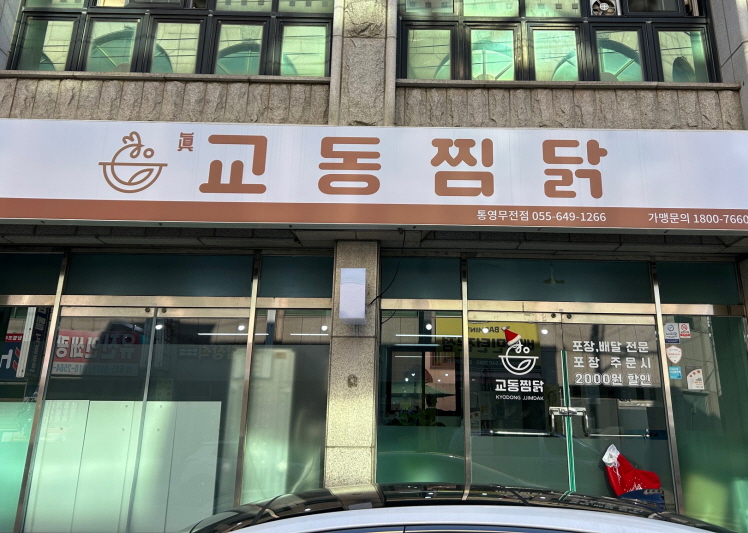 眞 교동찜닭
통영무전점 055-649-1266
가맹문의 1800-7660
교동찜닭
KYODONG JJIMDAK
포장,배달 전문
포장 주문시
2000원 할인